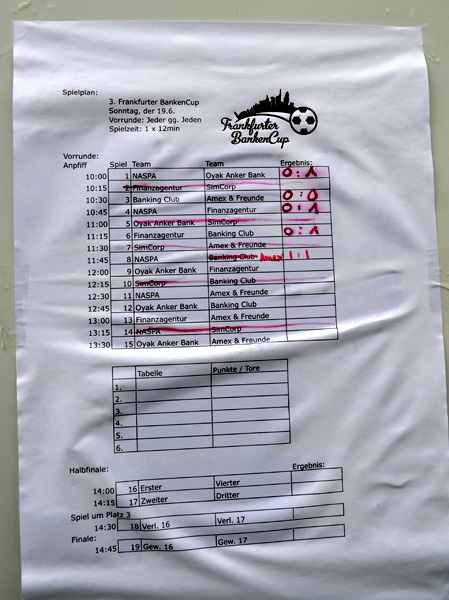 Spielplan:
3. Frankfurter BankenCup
Sonntag, der 19.6.
Vorrunde: Jeder gg. Jeden
Spielzeit: 1 x 12min
Frankfurter
BankenCup
Vorrunde:
Anpfiff Spiel Team Team Ergebnis:
10:00 1 NASPA Oyak Anker Bank 0:1
10:15 2 Finanzagentur SimCorp
10:30 3 Banking Club Amex & Freunde 0:0
10:45 4 NASPA Finanzagentur 0:1
11:00 5 Oyak Anker Bank SimCorp
11:15 6 Finanzagentur Banking Club 0:1
11:30 7 SimCorp Amex & Freunde
11:45 8 NASPA Banking Club Amex 1:1
12:00 9 Oyak Anker Bank Finanzagentur
12:15 10 SimCorp Banking Club
12:30 11 NASPA Amex & Freunde
12:45 12 Oyak Anker Bank Banking Club
13:00 13 Finanzagentur Amex & Freunde
13:15 14 NASPA SimCorp
13:30 15 Oyak Anker Bank Amex & Freunde
Tabelle Punkte / Tore
1.
2.
3.
4.
5.
6.
Halbfinale: Ergebnis:
14:00 16 Erster Vierter
14:15 17 Zweiter Dritter
Spiel um Platz 3
14:30 18 Verl. 16 Verl. 17
Finale:
14:45 19 Gew. 16 Gew. 17